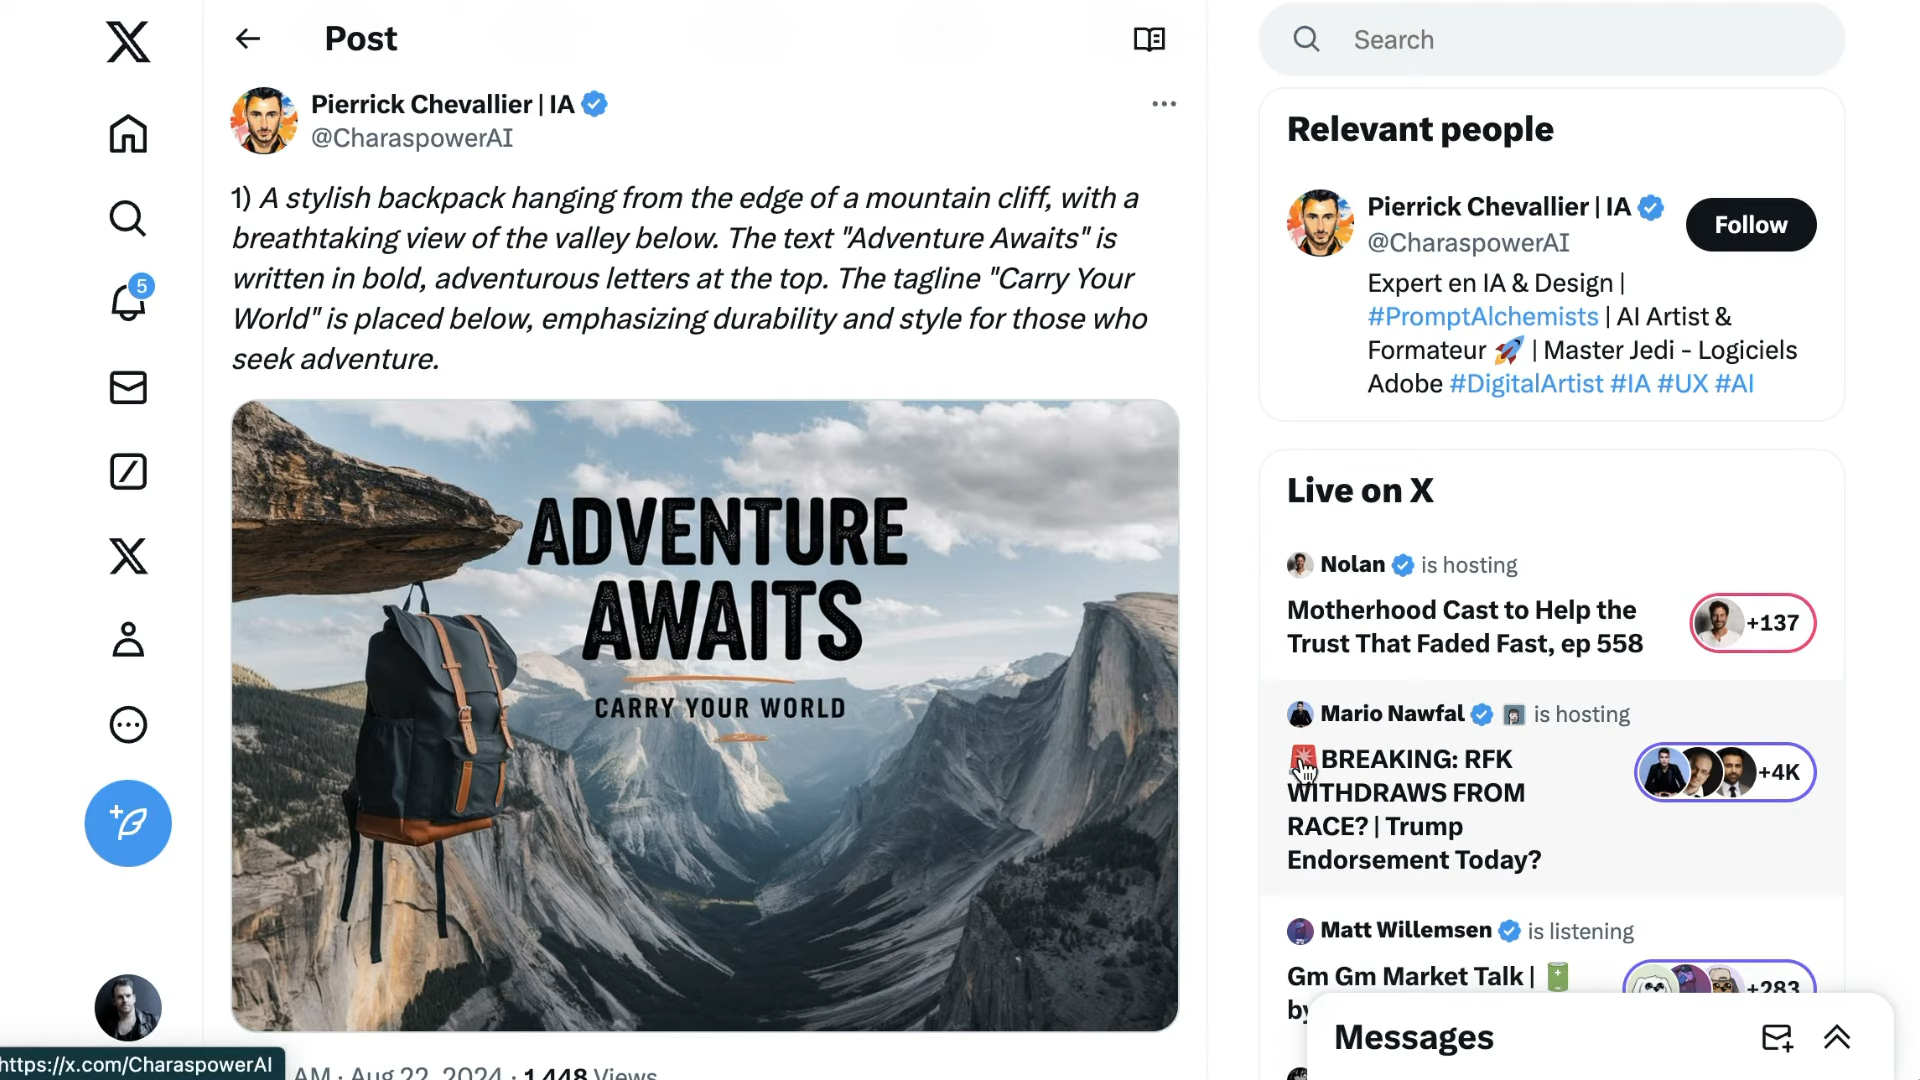 Post
Search
Pierrick Chevallier | IA
@CharaspowerAI
1) A stylish backpack hanging from the edge of a mountain cliff, with a
breathtaking view of the valley below. The text "Adventure Awaits" is
written in bold, adventurous letters at the top. The tagline "Carry Your
World" is placed below, emphasizing durability and style for those who
seek adventure.
ADVENTURE
AWAITS
CARRY YOUR WORLD
AM · Aug 22, 2024 · 1,448 Views
5
https://x.com/CharaspowerAI
Relevant people
Pierrick Chevallier | IA
@CharaspowerAI
Follow
Expert en IA & Design |
#PromptAlchemists | AI Artist &
Formateur 🚀 | Master Jedi - Logiciels
Adobe #DigitalArtist #IA #UX #AI
Live on X
Nolan is hosting
Motherhood Cast to Help the
Trust That Faded Fast, ep 558
+137
Mario Nawfal is hosting
🚨BREAKING: RFK
WITHDRAWS FROM
RACE? | Trump
Endorsement Today?
+4K
Matt Willemsen is listening
Gm Gm Market Talk | 🔋
by
+283
Messages